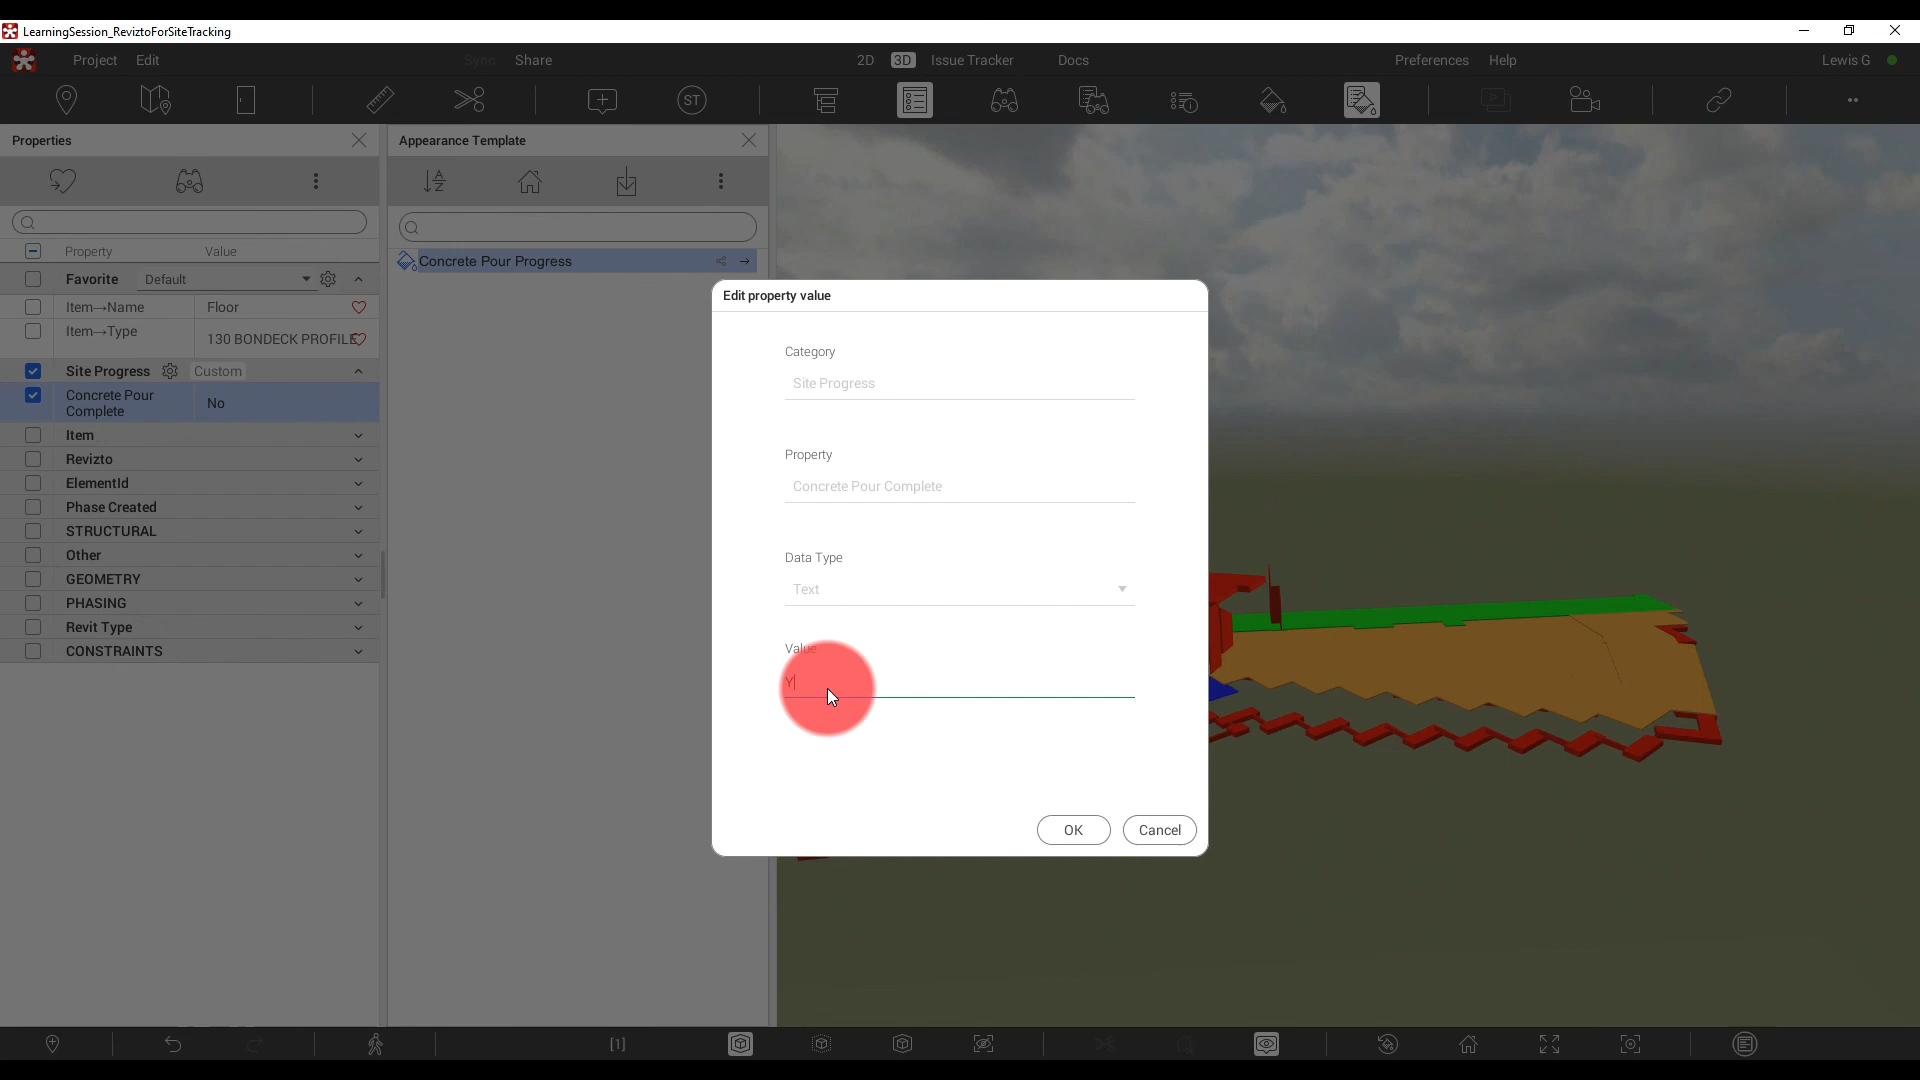 LearningSession_ReviztoForSiteTracking
Project Edit Sync Share 2D 3D Issue Tracker Docs Preferences Help Lewis G
ST
Properties
Appearance Template
Property Value
Favorite Default
Item→Name Floor
Item→Type 130 BONDECK PROFILE
Site Progress Custom
Concrete Pour Complete No
Item
Revizto
ElementId
Phase Created
STRUCTURAL
Other
GEOMETRY
PHASING
Revit Type
CONSTRAINTS
Concrete Pour Progress
Edit property value
Category
Site Progress
Property
Concrete Pour Complete
Data Type
Text
Value
Y
OK Cancel
[1]